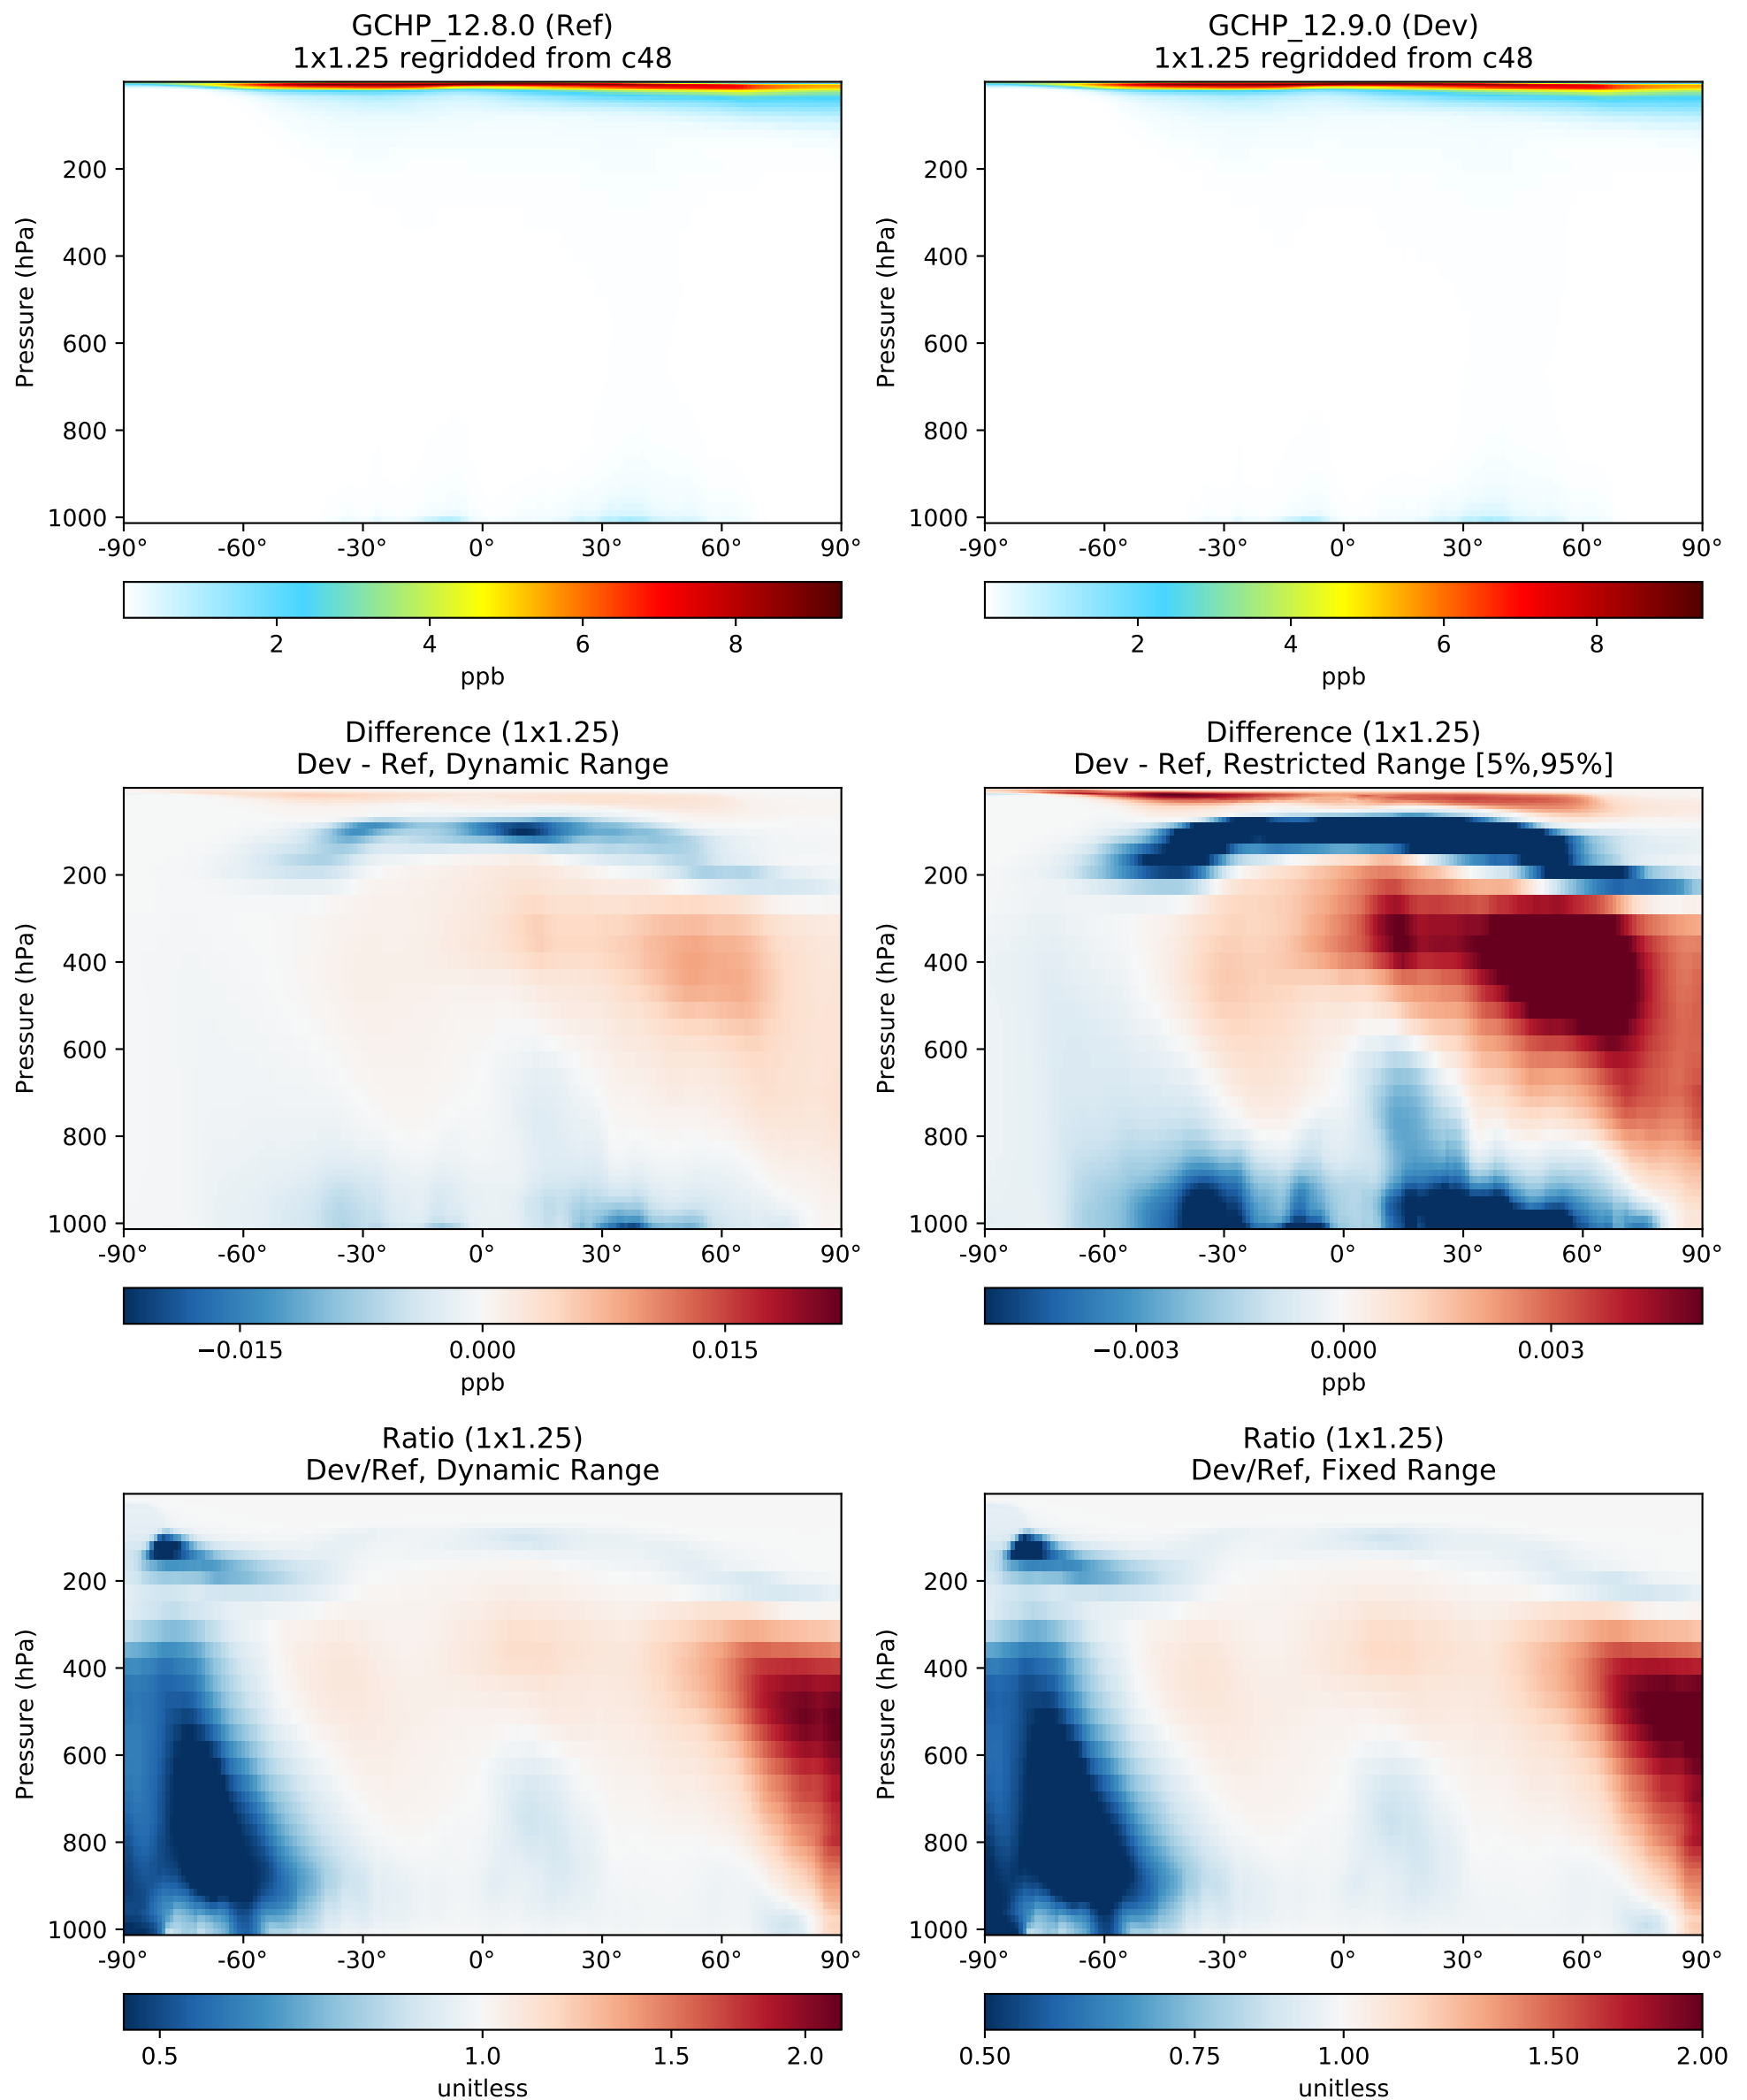 GCHP_12.8.0 (Ref)
1x1.25 regridded from c48
Pressure (hPa)
200
400
600
800
1000
-90° -60° -30° 0° 30° 60° 90°
2 4 6 8
ppb
GCHP_12.9.0 (Dev)
1x1.25 regridded from c48
Pressure (hPa)
200
400
600
800
1000
-90° -60° -30° 0° 30° 60° 90°
2 4 6 8
ppb
Difference (1x1.25)
Dev - Ref, Dynamic Range
Pressure (hPa)
200
400
600
800
1000
-90° -60° -30° 0° 30° 60° 90°
−0.015 0.000 0.015
ppb
Difference (1x1.25)
Dev - Ref, Restricted Range [5%,95%]
Pressure (hPa)
200
400
600
800
1000
-90° -60° -30° 0° 30° 60° 90°
−0.003 0.000 0.003
ppb
Ratio (1x1.25)
Dev/Ref, Dynamic Range
Pressure (hPa)
200
400
600
800
1000
-90° -60° -30° 0° 30° 60° 90°
0.5 1.0 1.5 2.0
unitless
Ratio (1x1.25)
Dev/Ref, Fixed Range
Pressure (hPa)
200
400
600
800
1000
-90° -60° -30° 0° 30° 60° 90°
0.50 0.75 1.00 1.50 2.00
unitless